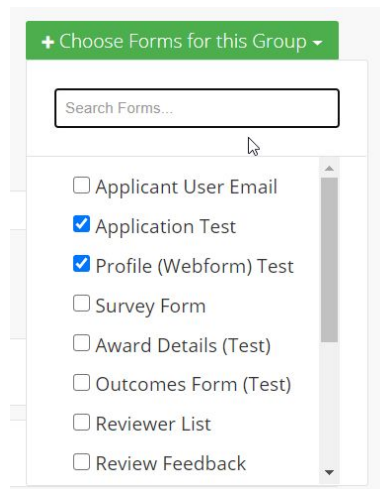 + Choose Forms for this Group
Search Forms...
Applicant User Email
Application Test
Profile (Webform) Test
Survey Form
Award Details (Test)
Outcomes Form (Test)
Reviewer List
Review Feedback